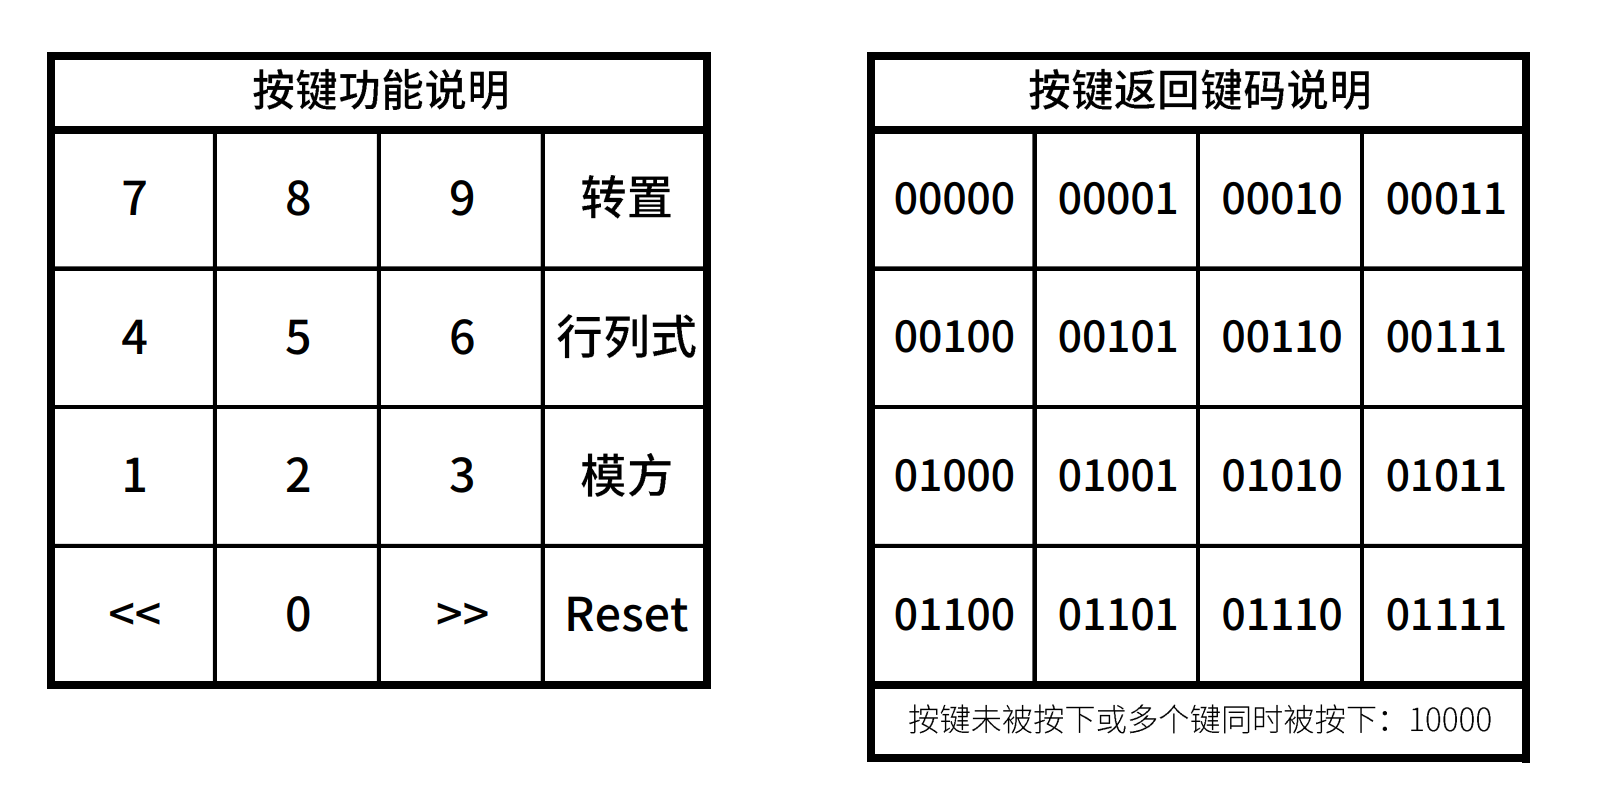 按键功能说明
7 8 9 转置
4 5 6 行列式
1 2 3 模方
<< 0 >> Reset
按键返回键码说明
00000 00001 00010 00011
00100 00101 00110 00111
01000 01001 01010 01011
01100 01101 01110 01111
按键未被按下或多个键同时被按下：10000